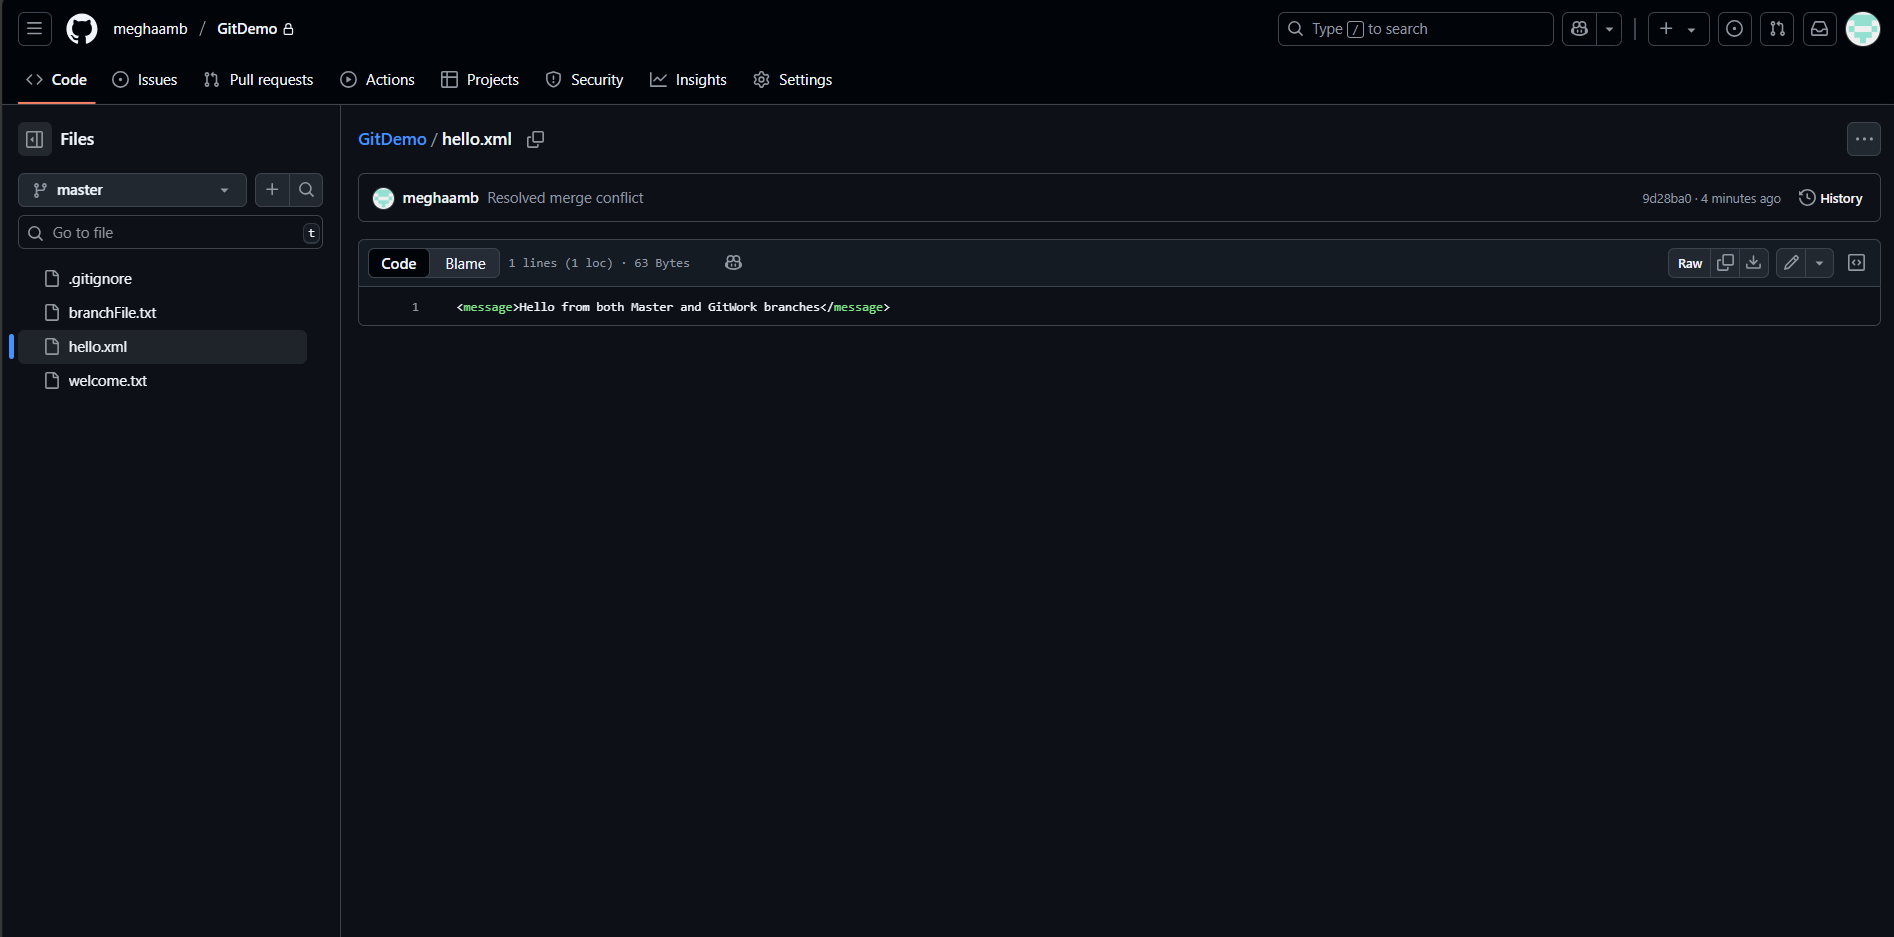 meghaamb / GitDemo
Type / to search
Code Issues Pull requests Actions Projects Security Insights Settings
Files
master
Go to file t
.gitignore
branchFile.txt
hello.xml
welcome.txt
GitDemo / hello.xml
meghaamb Resolved merge conflict 9d28ba0 · 4 minutes ago History
Code Blame 1 lines (1 loc) · 63 Bytes Raw
1 <message>Hello from both Master and GitWork branches</message>